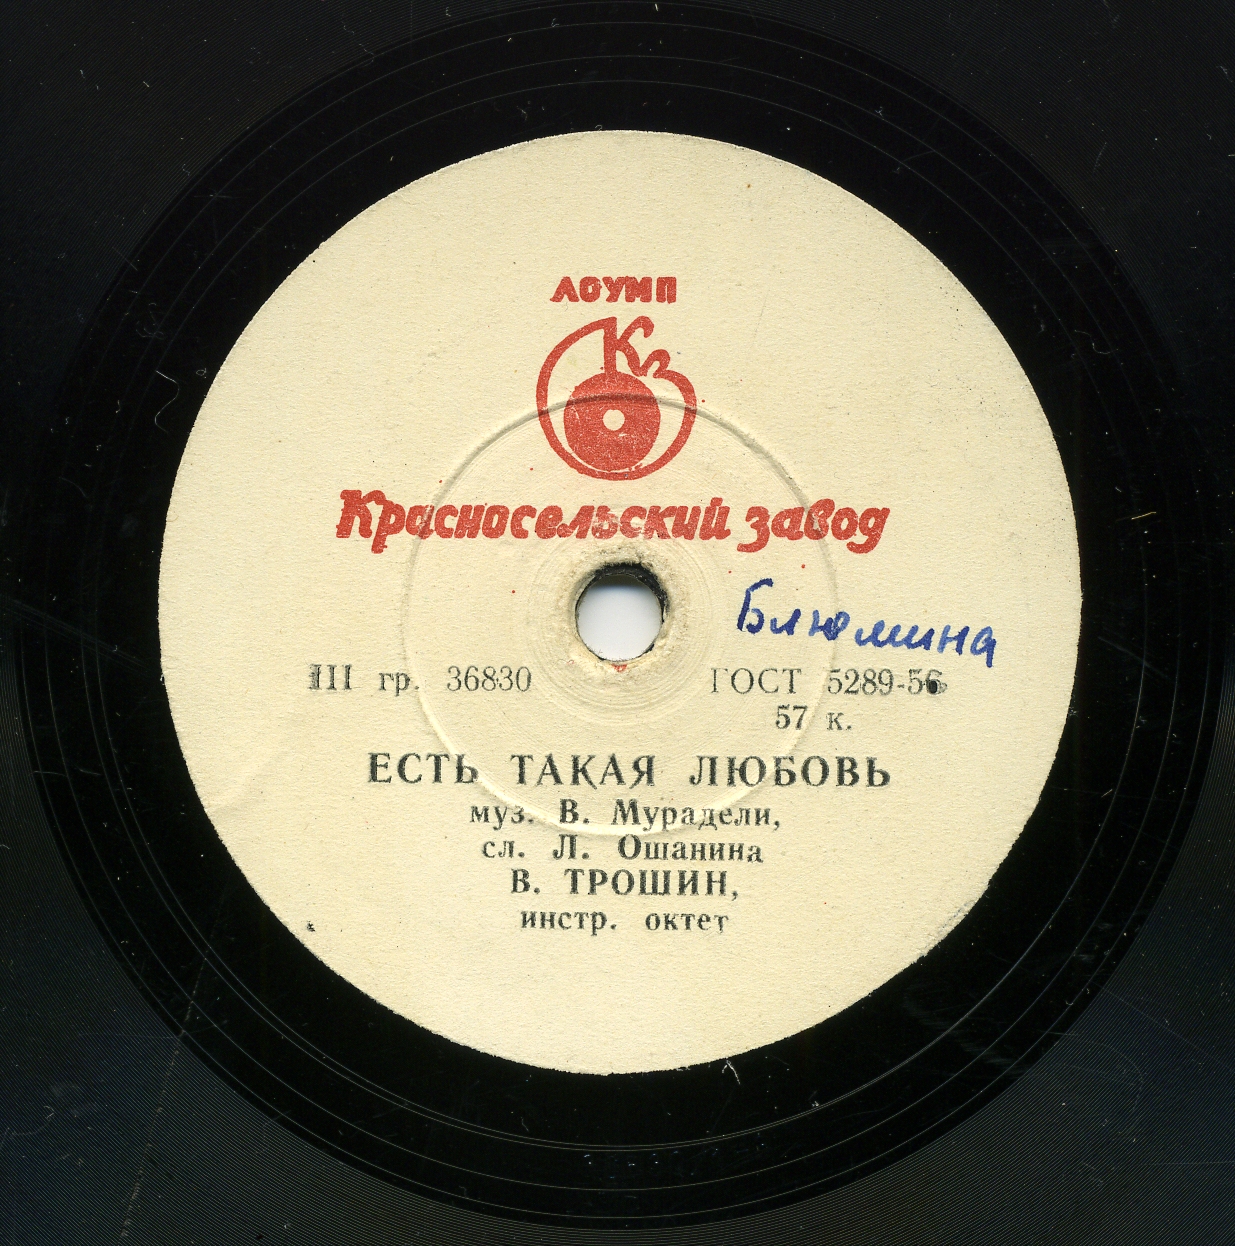 ЛОУМП
Кз
Красносельский завод
Блюмина
III гр. 36830 ГОСТ 5289-56
57 к.
ЕСТЬ ТАКАЯ ЛЮБОВЬ
муз. В. Мурадели,
сл. Л. Ошанина
В. ТРОШИН,
инстр. октет